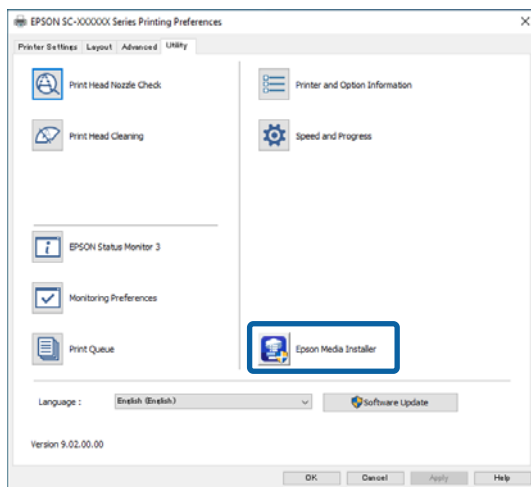 EPSON SC-XXXXXX Series Printing Preferences
Printer Settings Layout Advanced Utility
Print Head Nozzle Check
Printer and Option Information
Print Head Cleaning
Speed and Progress
EPSON Status Monitor 3
Monitoring Preferences
Print Queue
Epson Media Installer
Language :
English (English)
Software Update
Version 9.02.00.00
OK Cancel Apply Help